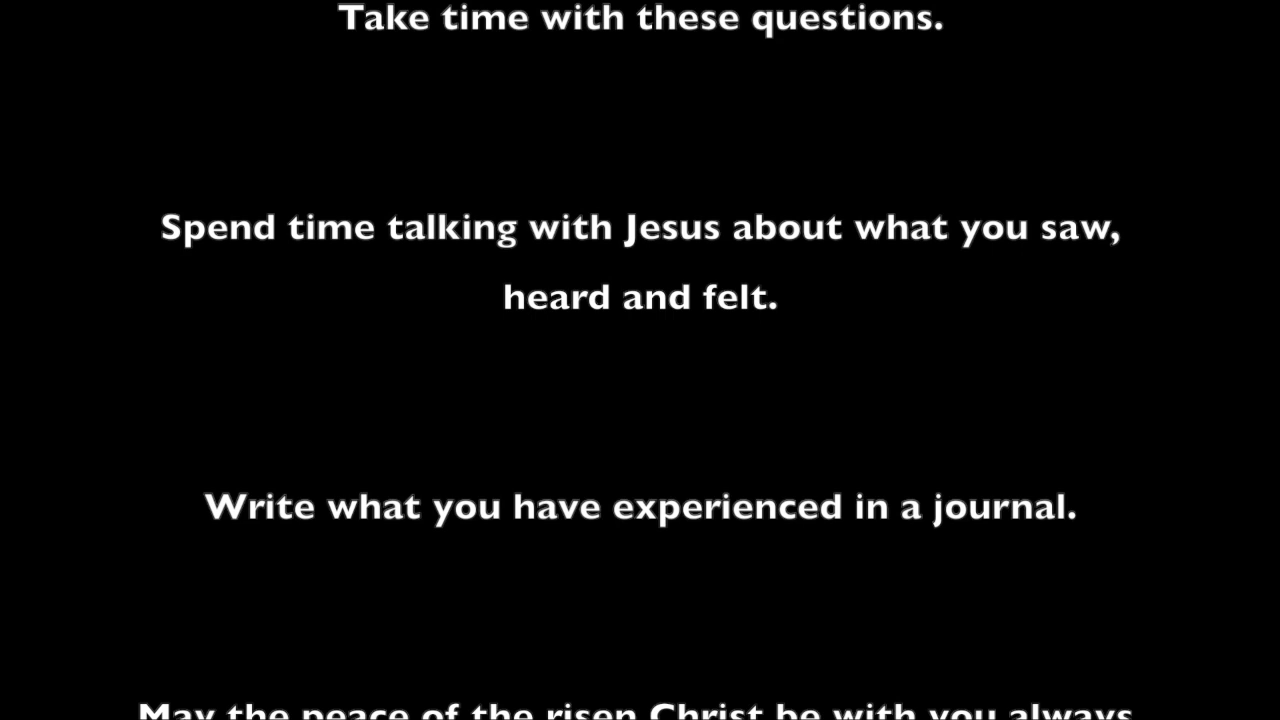 Take time with these questions.
Spend time talking with Jesus about what you saw,
heard and felt.
Write what you have experienced in a journal.
May the peace of the risen Christ be with you always